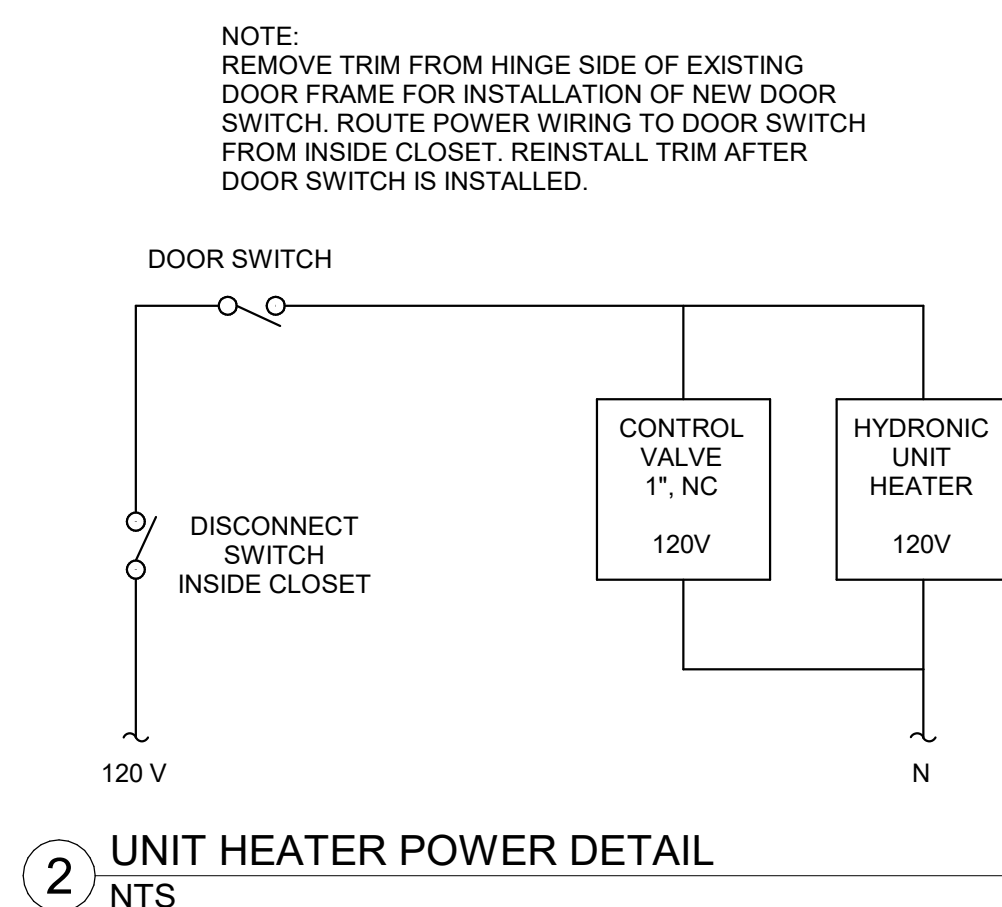 NOTE:
REMOVE TRIM FROM HINGE SIDE OF EXISTING
DOOR FRAME FOR INSTALLATION OF NEW DOOR
SWITCH. ROUTE POWER WIRING TO DOOR SWITCH
FROM INSIDE CLOSET. REINSTALL TRIM AFTER
DOOR SWITCH IS INSTALLED.
DOOR SWITCH
CONTROL
VALVE
1", NC
120V
HYDRONIC
UNIT
HEATER
120V
DISCONNECT
SWITCH
INSIDE CLOSET
120 V
N
2
UNIT HEATER POWER DETAIL
NTS